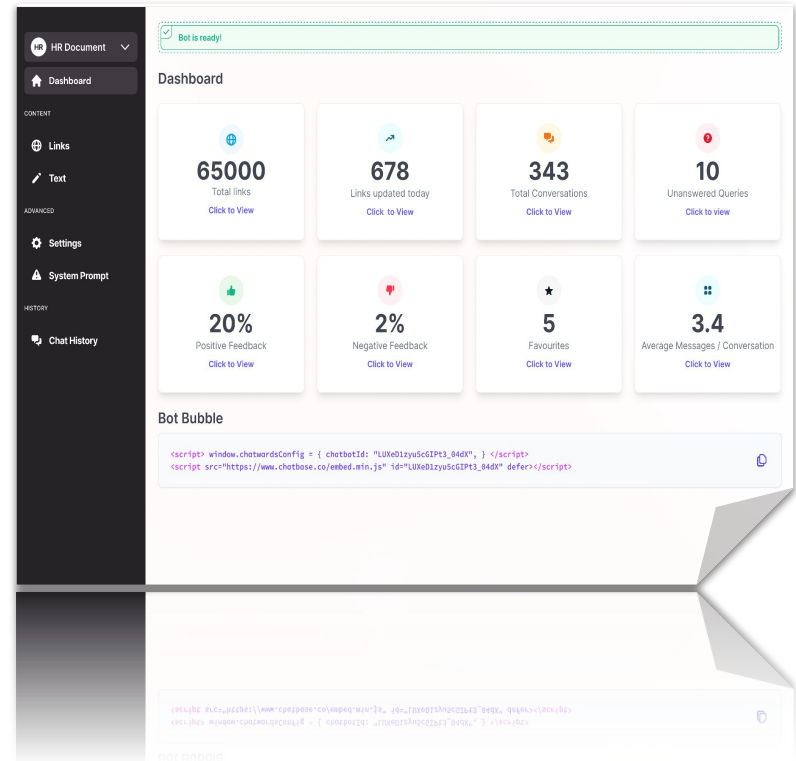 HR HR Document
Dashboard
CONTENT
Links
Text
ADVANCED
Settings
System Prompt
HISTORY
Chat History
Bot is ready!
Dashboard
65000
Total links
Click to View
678
Links updated today
Click to View
343
Total Conversations
Click to View
10
Unanswered Queries
Click to view
20%
Positive Feedback
Click to View
2%
Negative Feedback
Click to View
5
Favourites
Click to View
3.4
Average Messages / Conversation
Click to View
Bot Bubble
<script> window.chatwordsConfig = { chatbotId: "LUXeD1zyu5cGIPt3_04dX", } </script>
<script src="https://www.chatbase.co/embed.min.js" id="LUXeD1zyu5cGIPt3_04dX" defer></script>